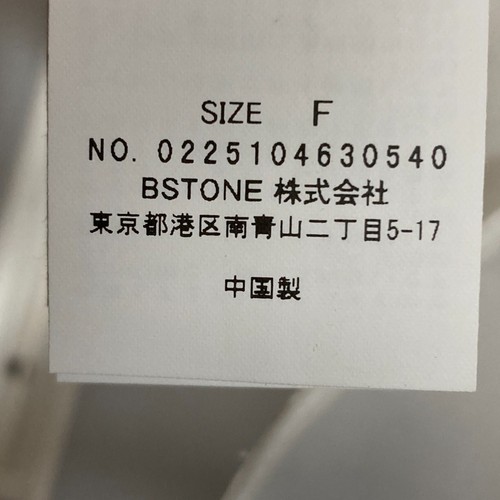 SIZE F
NO. 0225104630540
BSTONE 株式会社
東京都港区南青山二丁目5-17
中国製